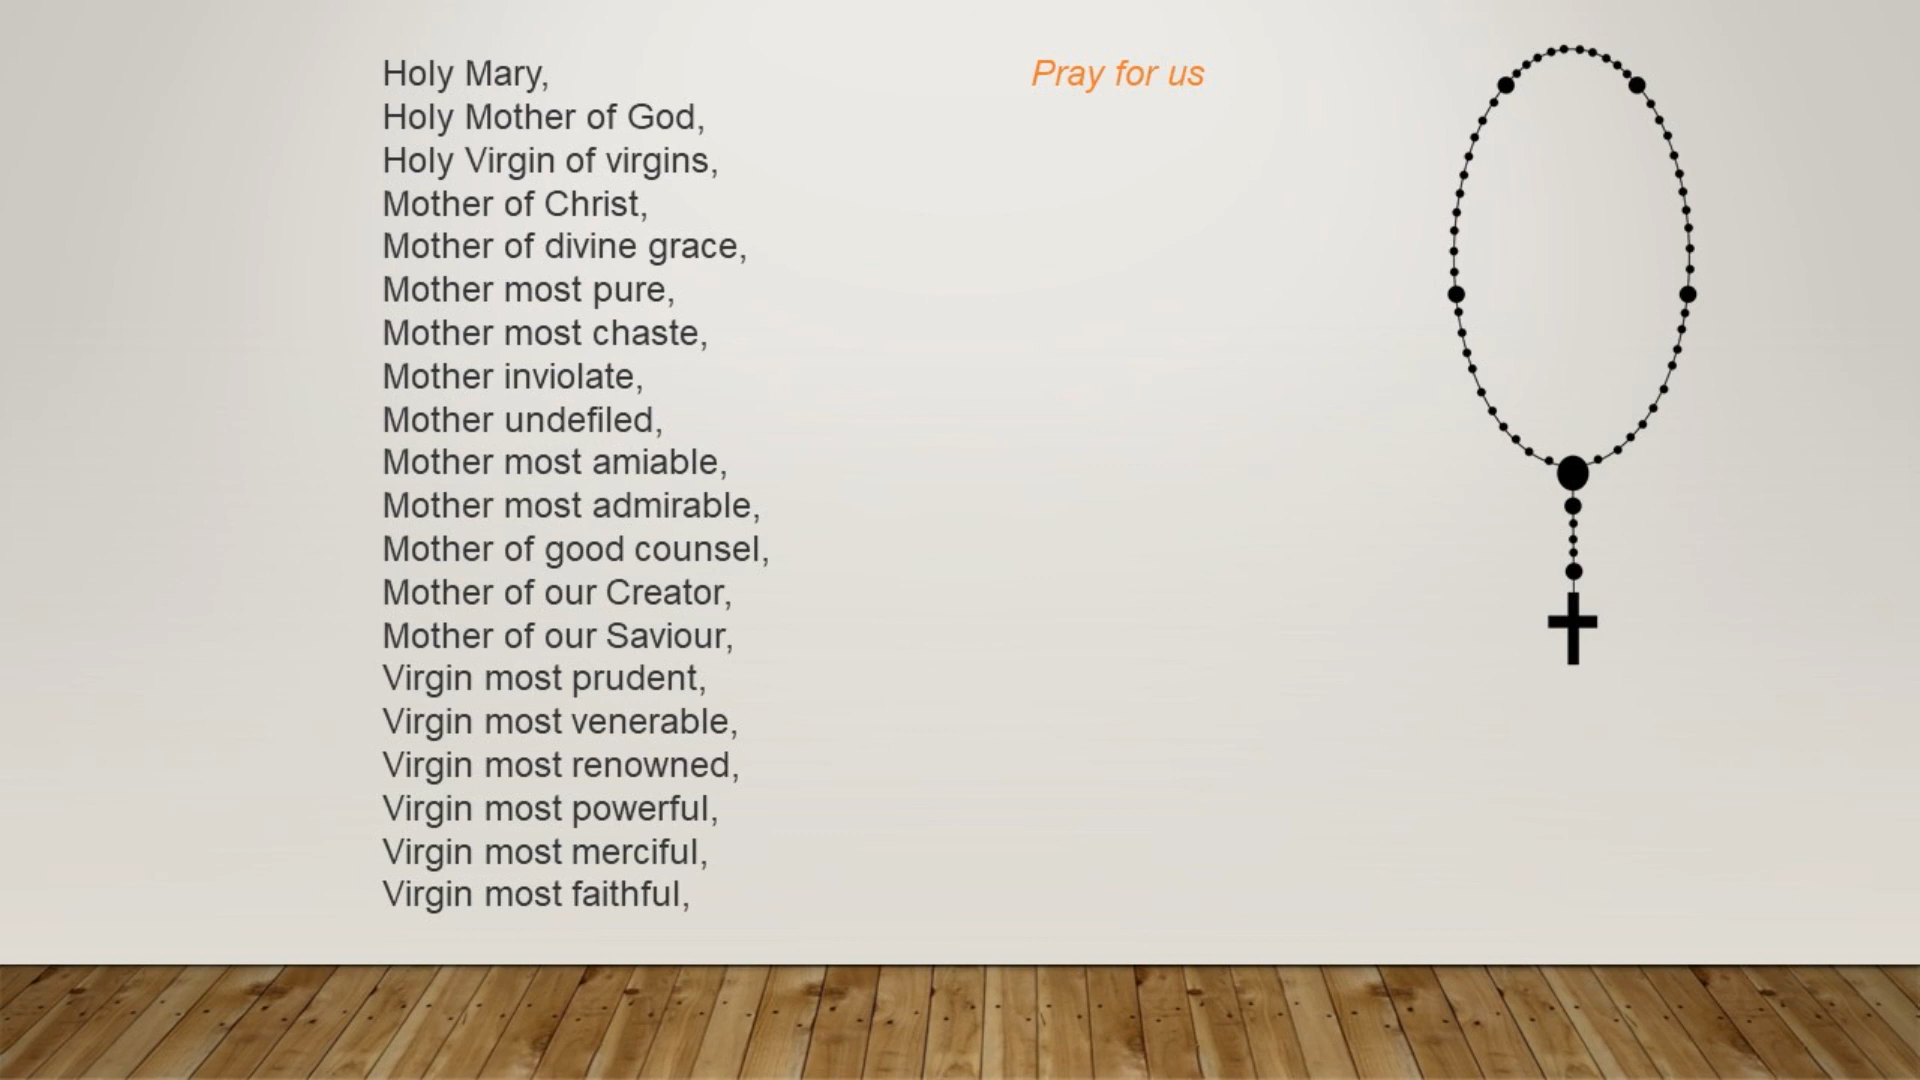 Holy Mary, Pray for us
Holy Mother of God,
Holy Virgin of virgins,
Mother of Christ,
Mother of divine grace,
Mother most pure,
Mother most chaste,
Mother inviolate,
Mother undefiled,
Mother most amiable,
Mother most admirable,
Mother of good counsel,
Mother of our Creator,
Mother of our Saviour,
Virgin most prudent,
Virgin most venerable,
Virgin most renowned,
Virgin most powerful,
Virgin most merciful,
Virgin most faithful,